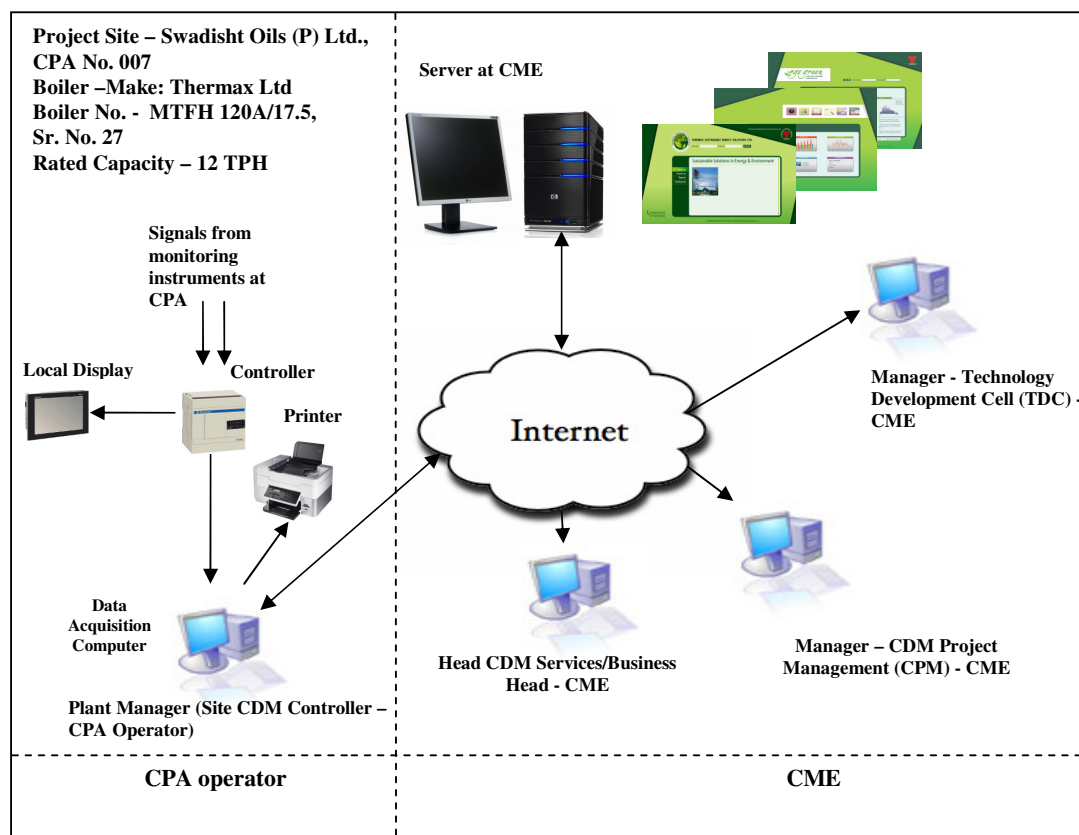 Project Site – Swadisht Oils (P) Ltd.,
CPA No. 007
Boiler –Make: Thermax Ltd
Boiler No. - MTFH 120A/17.5,
Sr. No. 27
Rated Capacity – 12 TPH
Server at CME
Sustainable Solutions in Energy & Environment
Signals from
monitoring
instruments at
CPA
Local Display
Controller
Printer
Internet
Manager - Technology
Development Cell (TDC) -
CME
Data
Acquisition
Computer
Head CDM Services/Business
Head - CME
Manager – CDM Project
Management (CPM) - CME
Plant Manager (Site CDM Controller –
CPA Operator)
CPA operator
CME